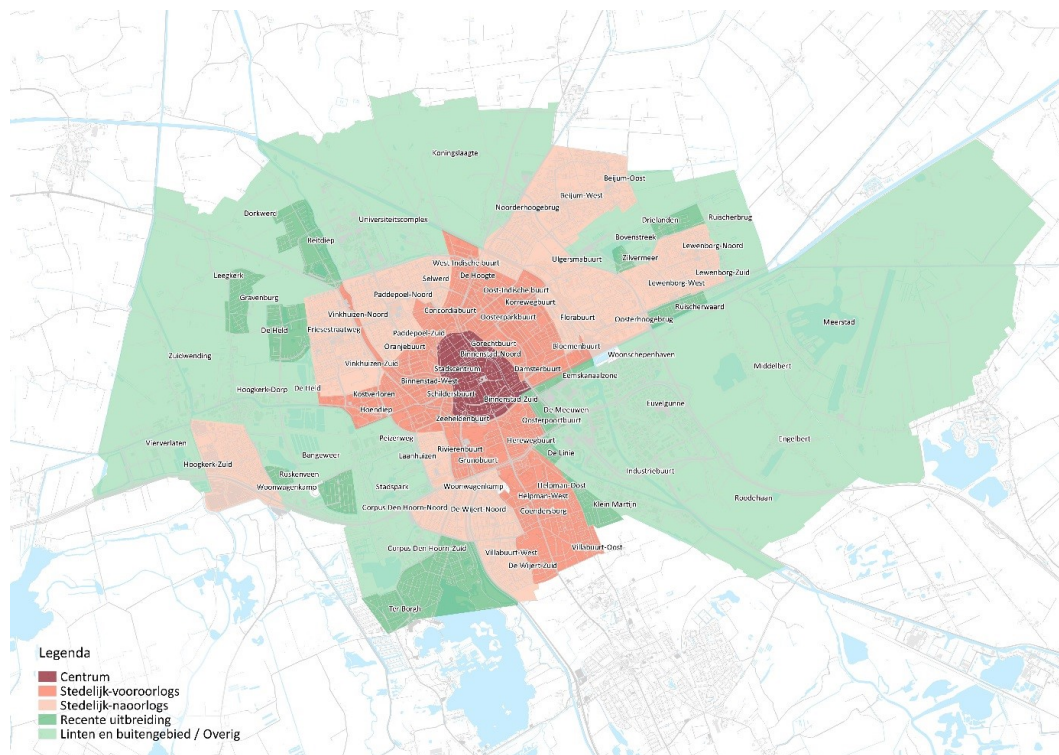 Koningslaagte
Beijum-Oost
Beijum-West
Noorderhoogebrug
Dorkwerd
Universiteitscomplex
Drielanden
Ruischerbrug
Reitdiep
Bovenstreek
Zilvermeer
Lewenborg-Noord
West Indische buurt
Ulgersmabuurt
De Hoogte
Selwerd
Leegkerk
Lewenborg-Zuid
Lewenborg-West
Oost-Indische buurt
Paddepoel-Noord
Gravenburg
Korrewegbuurt
Ruischerwaard
Concordiabuurt
Vinkhuizen-Noord
Oosterparkbuurt
Florabuurt
Oosterhoogebrug
Meerstad
De Held
Friesestraatweg
Paddepoel-Zuid
Oranjebuurt
Gorechtbuurt
Bloemenbuurt
Binnenstad-Noord
Woonschepenhaven
Zuidwending
Vinkhuizen-Zuid
Stadscentrum
Damsterbuurt
Middelbert
Eemskanaalzone
Binnenstad-West
Hoogkerk-Dorp
De Held
Kostverloren
Schildersbuurt
Binnenstad-Zuid
Euvelgunne
Hoendiep
De Meeuwen
Zeeheldenbuurt
Oosterpoortbuurt
Vierverlaten
Peizerweg
Herewegbuurt
Engelbert
Rivierenbuurt
Bangeweer
Laanhuizen
De Linie
Hoogkerk-Zuid
Grunobuurt
Industriebuurt
Ruskenveen
Woonwagenkamp
Stadspark
Woonwagenkamp
Helpman-Oost
Helpman-West
Roodehaan
Klein Martijn
Corpus Den Hoorn-Noord
De Wijert-Noord
Coendersborg
Corpus Den Hoorn-Zuid
Villabuurt-West
Villabuurt-Oost
De Wijert-Zuid
Ter Borgh
Legenda
Centrum
Stedelijk-vooroorlogs
Stedelijk-naoorlogs
Recente uitbreiding
Linten en buitengebied / Overig